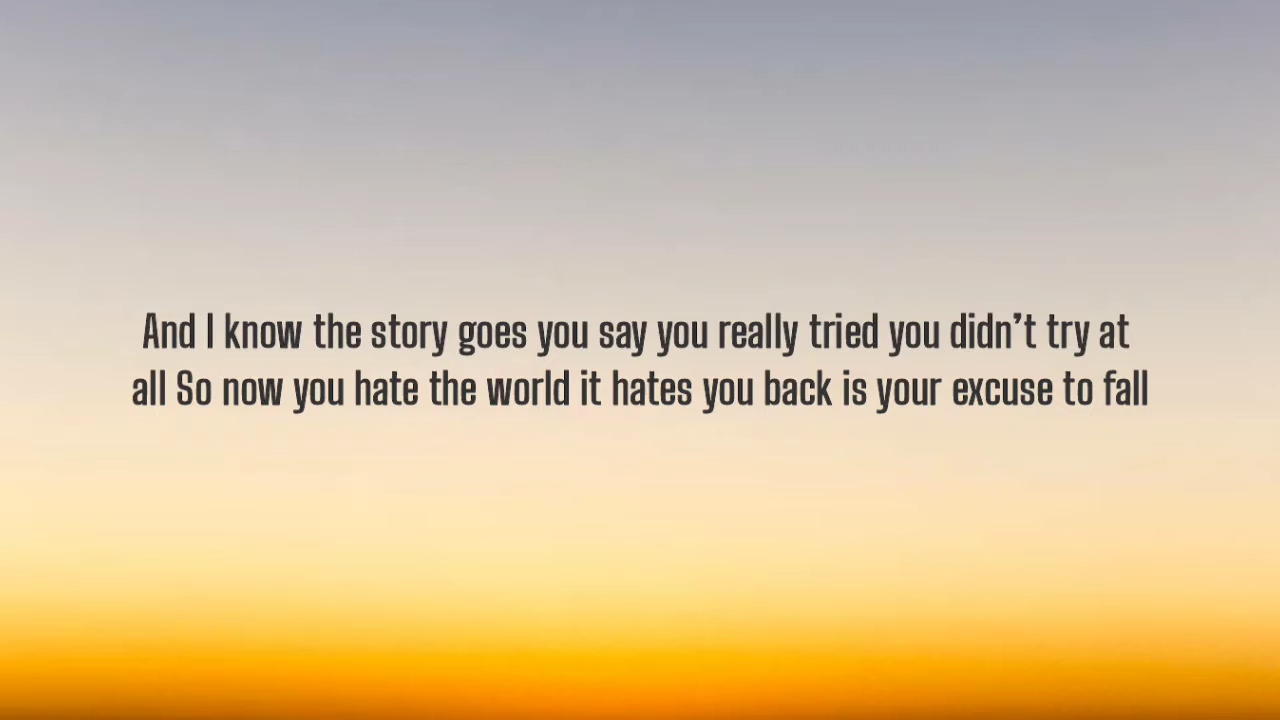 And I know the story goes you say you really tried you didn’t try at
all So now you hate the world it hates you back is your excuse to fall